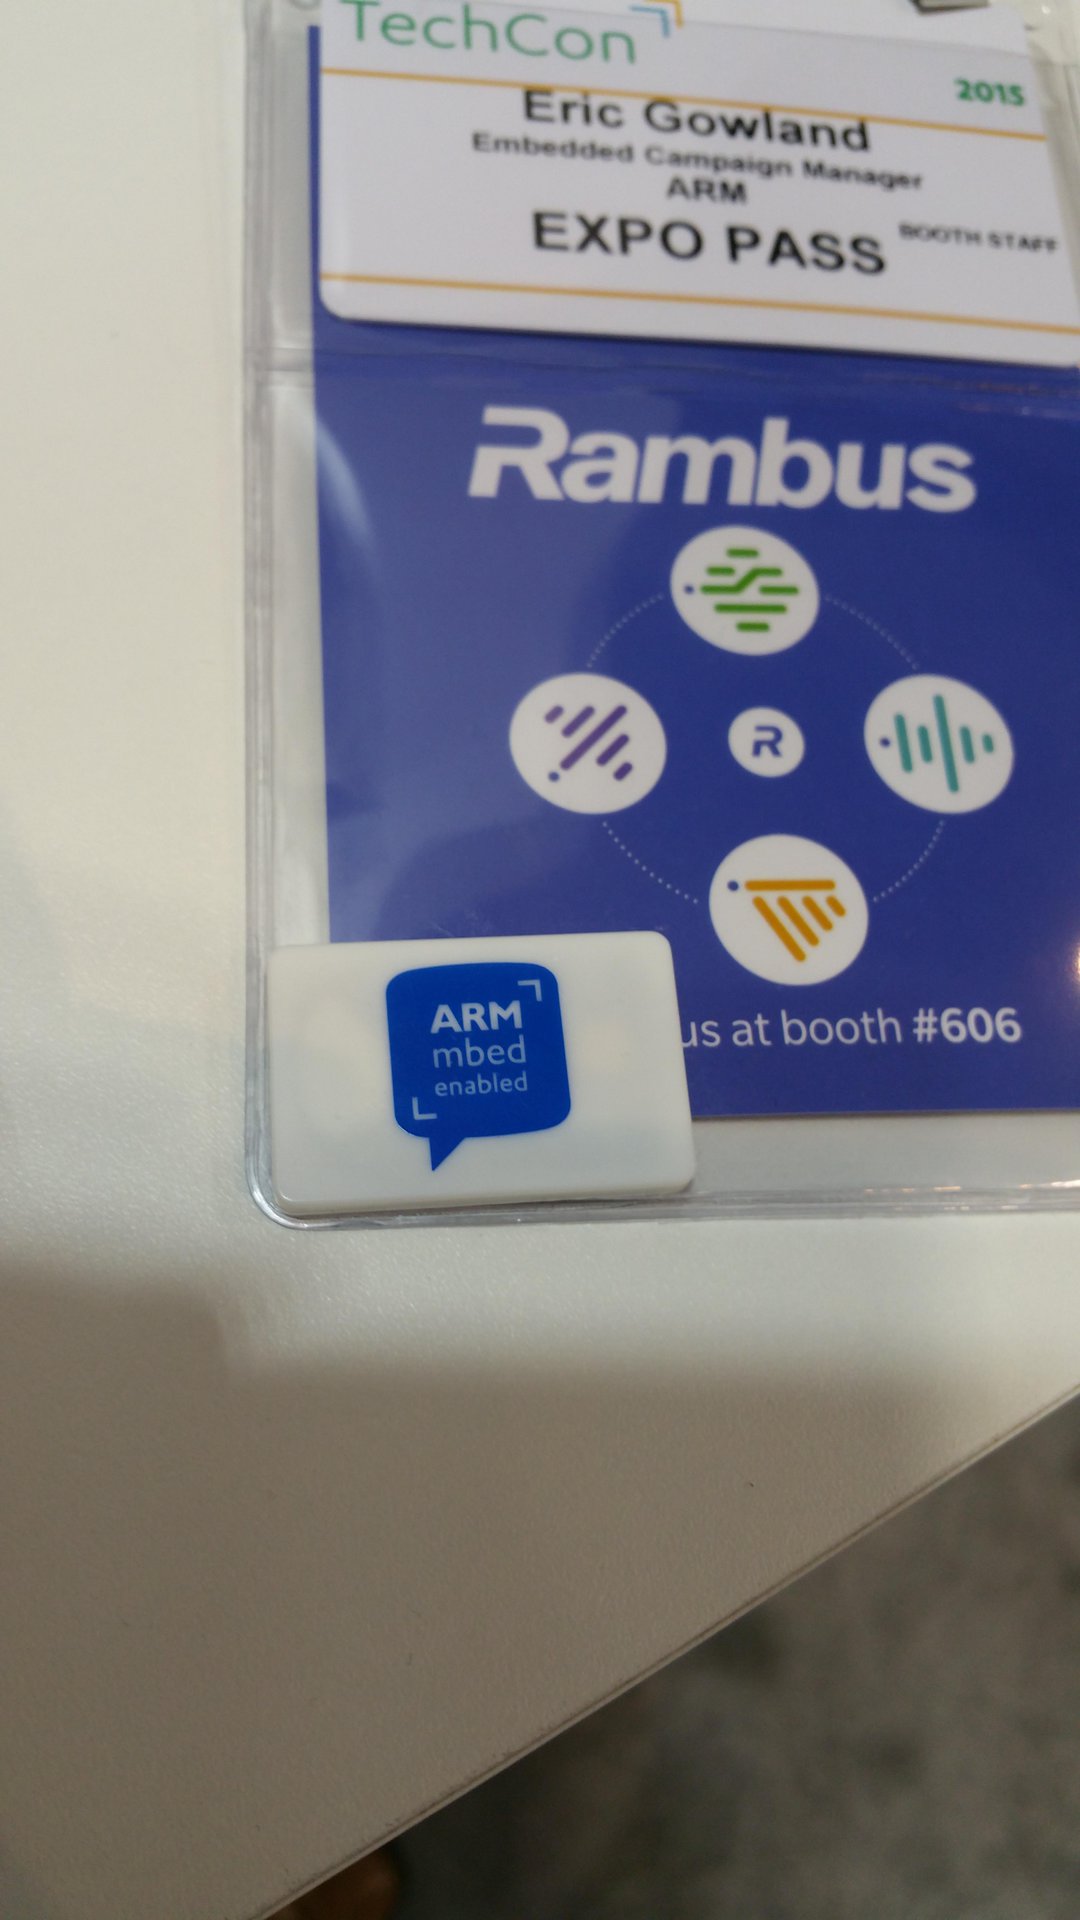 TechCon
2015
Eric Gowland
Embedded Campaign Manager
ARM
EXPO PASS
BOOTH STAFF
Rambus
R
us at booth #606
ARM
mbed
enabled